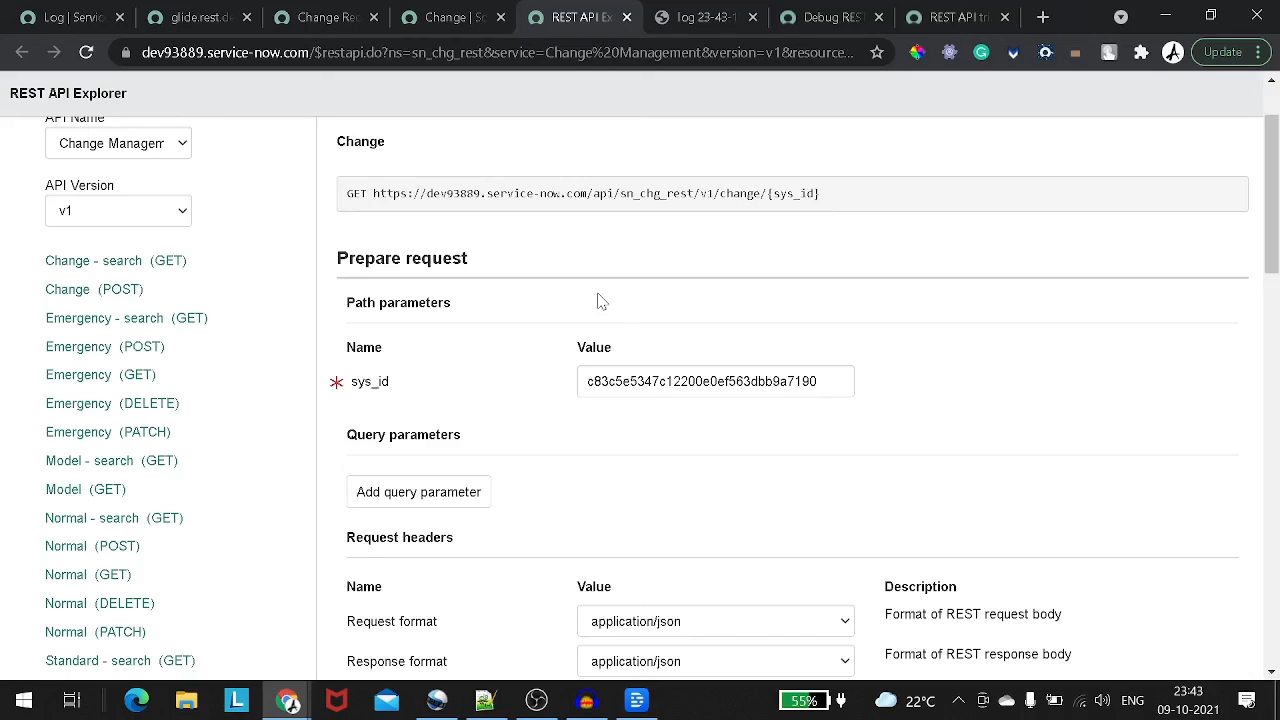 Log | Servi
glide.rest.de
Change Rec
Change | Sc
REST API Ex
log 23-43-1
Debug RES
REST API tr
dev93889.service-now.com/$restapi.do?ns=sn_chg_rest&service=Change%20Management&version=v1&resource...
Update
REST API Explorer
API Name
Change Managem
API Version
v1
Change - search (GET)
Change (POST)
Emergency - search (GET)
Emergency (POST)
Emergency (GET)
Emergency (DELETE)
Emergency (PATCH)
Model - search (GET)
Model (GET)
Normal - search (GET)
Normal (POST)
Normal (GET)
Normal (DELETE)
Normal (PATCH)
Standard - search (GET)
Change
GET https://dev93889.service-now.com/api/sn_chg_rest/v1/change/{sys_id}
Prepare request
Path parameters
Name Value
sys_id c83c5e5347c12200e0ef563dbb9a7190
Query parameters
Add query parameter
Request headers
Name Value Description
Request format application/json Format of REST request body
Response format application/json Format of REST response body
L
55%
22°C
ENG
23:43
09-10-2021